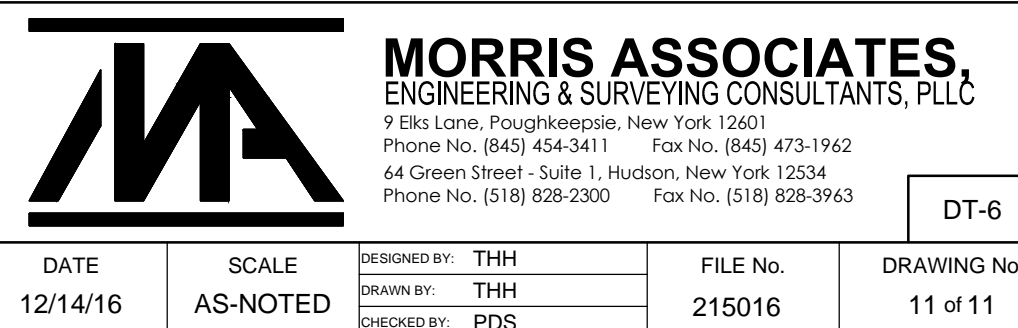 MA
MORRIS ASSOCIATES,
ENGINEERING & SURVEYING CONSULTANTS, PLLC
9 Elks Lane, Poughkeepsie, New York 12601
Phone No. (845) 454-3411 Fax No. (845) 473-1962
64 Green Street - Suite 1, Hudson, New York 12534
Phone No. (518) 828-2300 Fax No. (518) 828-3963
DT-6
DATE
12/14/16
SCALE
AS-NOTED
DESIGNED BY: THH
DRAWN BY: THH
CHECKED BY: PDS
FILE No.
215016
DRAWING No
11 of 11